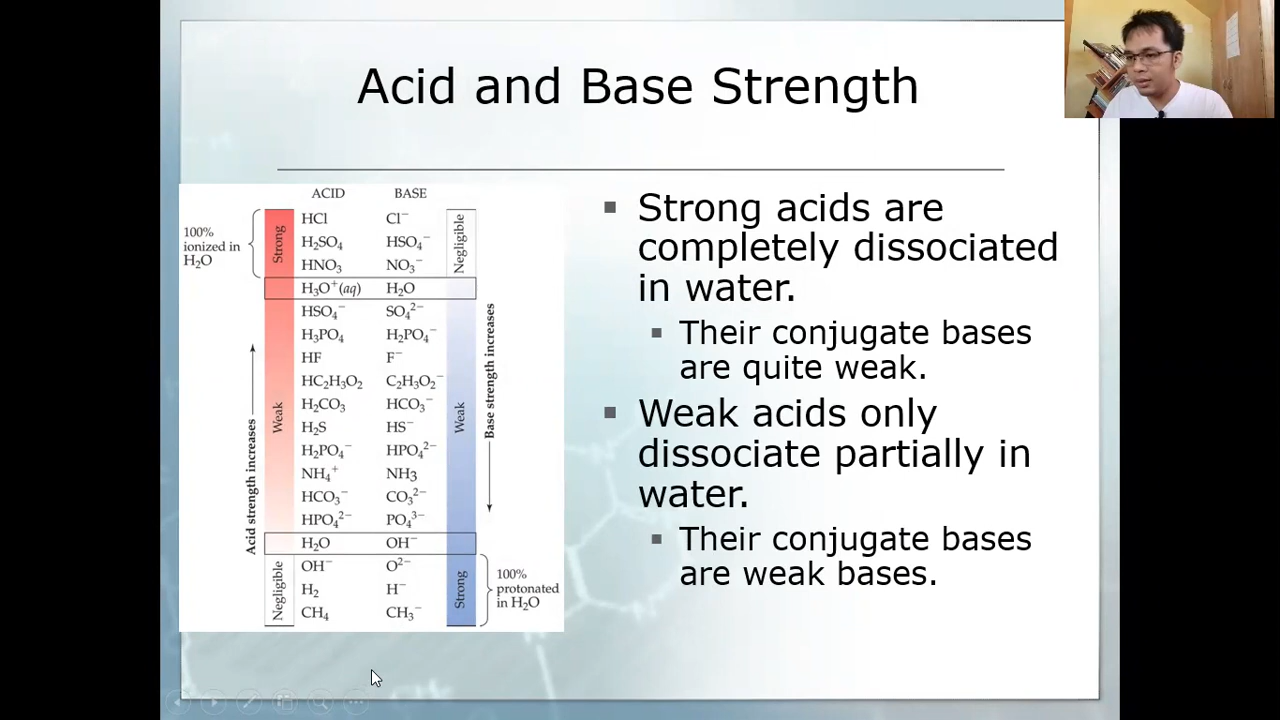 Acid and Base Strength
ACID BASE
100%
ionized in
H₂O
Strong
Negligible
HCl Cl⁻
H₂SO₄ HSO₄⁻
HNO₃ NO₃⁻
H₃O⁺(aq) H₂O
HSO₄⁻ SO₄²⁻
H₃PO₄ H₂PO₄⁻
HF F⁻
HC₂H₃O₂ C₂H₃O₂⁻
H₂CO₃ HCO₃⁻
H₂S HS⁻
H₂PO₄⁻ HPO₄²⁻
NH₄⁺ NH3
HCO₃⁻ CO₃²⁻
HPO₄²⁻ PO₄³⁻
H₂O OH⁻
OH⁻ O²⁻
H₂ H⁻
CH₄ CH₃⁻
Acid strength increases
Weak
Weak
Base strength increases
Negligible
Strong
100%
protonated
in H₂O
Strong acids are
completely dissociated
in water.
Their conjugate bases
are quite weak.
Weak acids only
dissociate partially in
water.
Their conjugate bases
are weak bases.